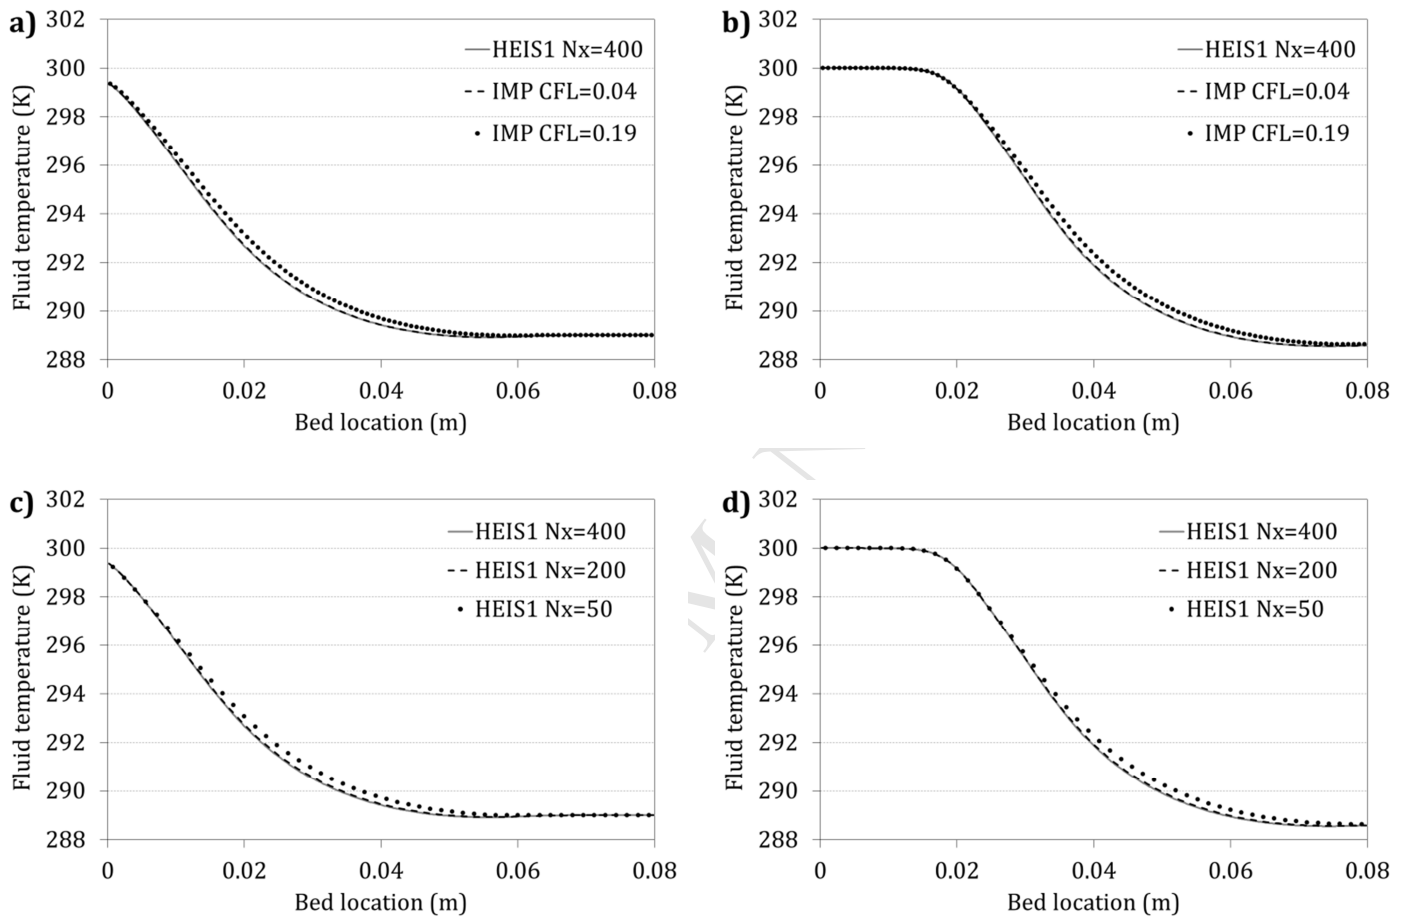 a)
302
300
298
296
294
292
290
288
Fluid temperature (K)
HEIS1 Nx=400
IMP CFL=0.04
IMP CFL=0.19
0 0.02 0.04 0.06 0.08
Bed location (m)
b)
302
300
298
296
294
292
290
288
Fluid temperature (K)
HEIS1 Nx=400
IMP CFL=0.04
IMP CFL=0.19
0 0.02 0.04 0.06 0.08
Bed location (m)
c)
302
300
298
296
294
292
290
288
Fluid temperature (K)
HEIS1 Nx=400
HEIS1 Nx=200
HEIS1 Nx=50
0 0.02 0.04 0.06 0.08
Bed location (m)
d)
302
300
298
296
294
292
290
288
Fluid temperature (K)
HEIS1 Nx=400
HEIS1 Nx=200
HEIS1 Nx=50
0 0.02 0.04 0.06 0.08
Bed location (m)